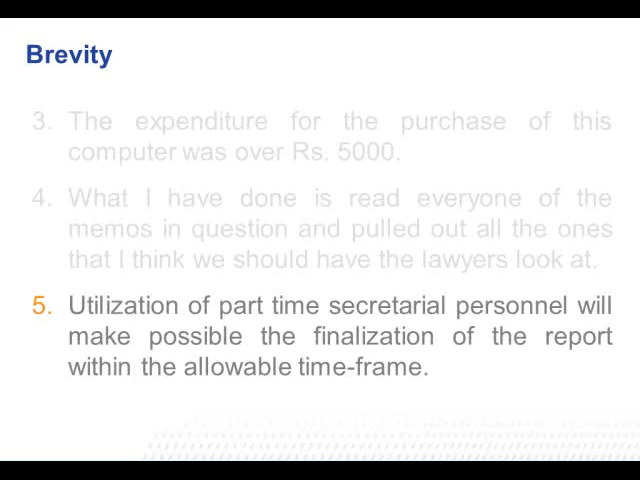 Brevity
3. The expenditure for the purchase of this
computer was over Rs. 5000.
4. What I have done is read everyone of the
memos in question and pulled out all the ones
that I think we should have the lawyers look at.
5. Utilization of part time secretarial personnel will
make possible the finalization of the report
within the allowable time-frame.